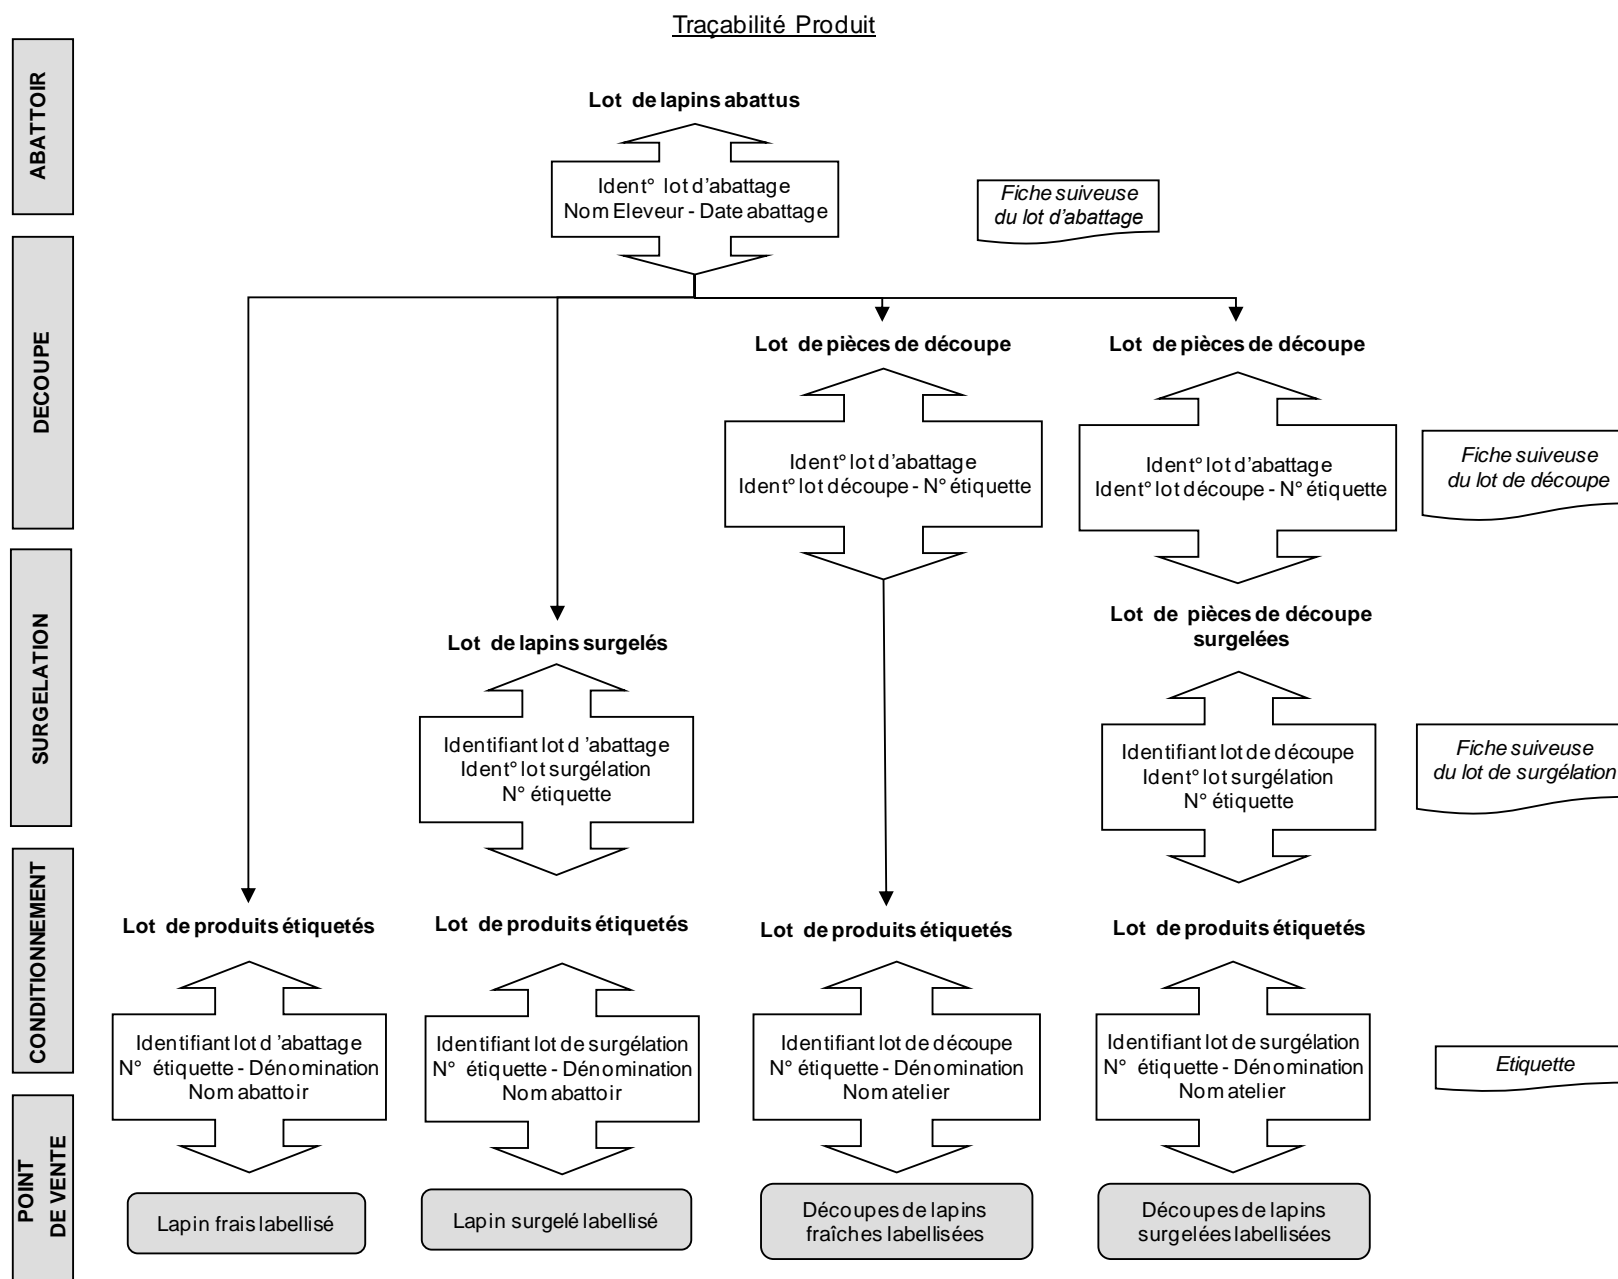 Traçabilité Produit
ABATTOIR
Lot de lapins abattus
Ident° lot d'abattage
Nom Eleveur - Date abattage
Fiche suiveuse
du lot d'abattage
DECOUPE
Lot de pièces de découpe
Lot de pièces de découpe
Ident° lot d'abattage
Ident° lot découpe - N° étiquette
Ident° lot d'abattage
Ident° lot découpe - N° étiquette
Fiche suiveuse
du lot de découpe
SURGELATION
Lot de lapins surgelés
Lot de pièces de découpe
surgelées
Identifiant lot d'abattage
Ident° lot surgélation
N° étiquette
Identifiant lot de découpe
Ident° lot surgélation
N° étiquette
Fiche suiveuse
du lot de surgélation
CONDITIONNEMENT
Lot de produits étiquetés
Lot de produits étiquetés
Lot de produits étiquetés
Lot de produits étiquetés
Identifiant lot d'abattage
N° étiquette - Dénomination
Nom abattoir
Identifiant lot de surgélation
N° étiquette - Dénomination
Nom abattoir
Identifiant lot de découpe
N° étiquette - Dénomination
Nom atelier
Identifiant lot de surgélation
N° étiquette - Dénomination
Nom atelier
Etiquette
POINT
DE VENTE
Lapin frais labellisé
Lapin surgelé labellisé
Découpes de lapins
fraîches labellisées
Découpes de lapins
surgelées labellisées